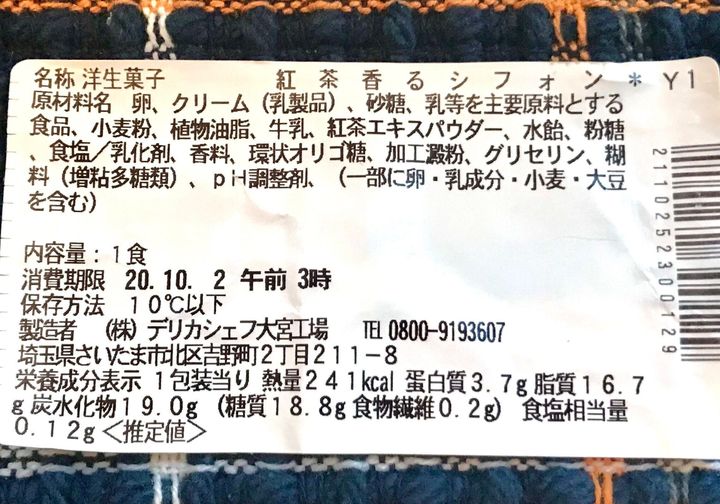 名称 洋生菓子 紅茶香るシフォン＊Ｙ１
原材料名 卵、クリーム（乳製品）、砂糖、乳等を主要原料とする
食品、小麦粉、植物油脂、牛乳、紅茶エキスパウダー、水飴、粉糖
、食塩／乳化剤、香料、環状オリゴ糖、加工澱粉、グリセリン、糊
料（増粘多糖類）、ｐＨ調整剤、（一部に卵・乳成分・小麦・大豆
を含む）
内容量：１食
消費期限 20.10. 2 午前 3時
保存方法 １０℃以下
製造者 （株）デリカシェフ大宮工場 TEL 0800-9193607
埼玉県さいたま市北区吉野町２丁目２１１－８
栄養成分表示 １包装当り 熱量２４１kcal 蛋白質３.７g 脂質１６.７
g 炭水化物１９.０g （糖質１８.８g 食物繊維０.２g） 食塩相当量
０.１２g＜推定値＞
2110252300129